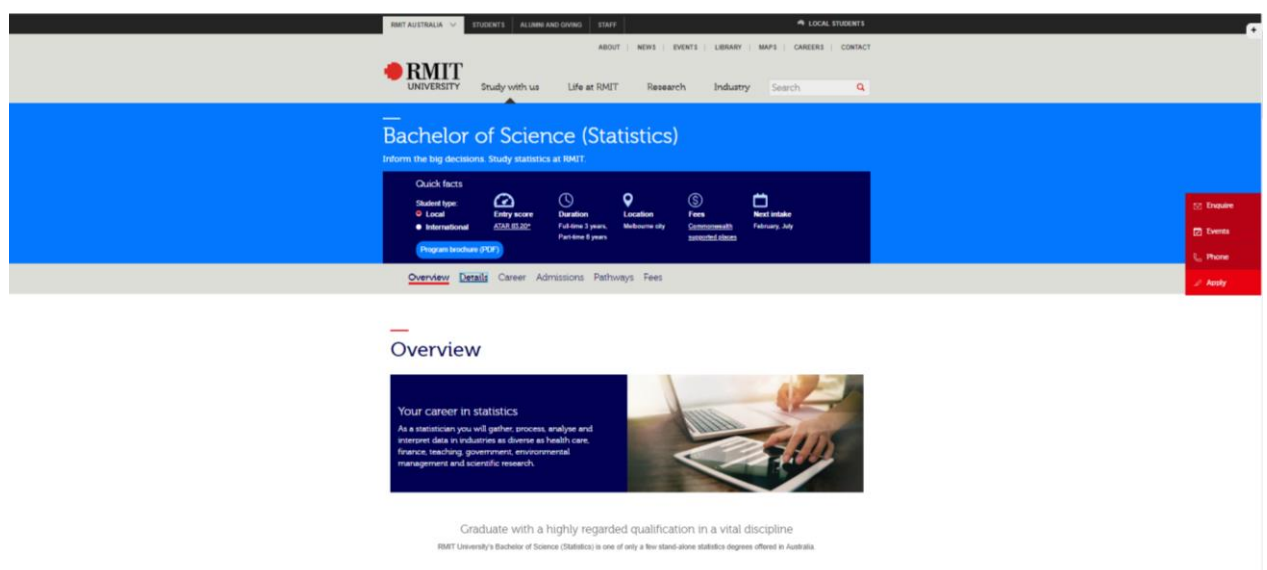 RMIT AUSTRALIA STUDENTS ALUMNI AND GIVING STAFF LOCAL STUDENTS
ABOUT | NEWS | EVENTS | LIBRARY | MAPS | CAREERS | CONTACT
RMIT
UNIVERSITY
Study with us Life at RMIT Research Industry Search
Bachelor of Science (Statistics)
Inform the big decisions. Study statistics at RMIT.
Quick facts
Student type:
Local
International
Program brochure (PDF)
Entry score
ATAR 83.20*
Duration
Full-time 3 years,
Part-time 6 years
Location
Melbourne city
Fees
Commonwealth
supported places
Next intake
February, July
Enquire
Events
Phone
Apply
Overview Details Career Admissions Pathways Fees
Overview
Your career in statistics
As a statistician you will gather, process, analyse and
interpret data in industries as diverse as health care,
finance, teaching, government, environmental
management and scientific research.
Graduate with a highly regarded qualification in a vital discipline
RMIT University's Bachelor of Science (Statistics) is one of only a few stand-alone statistics degrees offered in Australia.